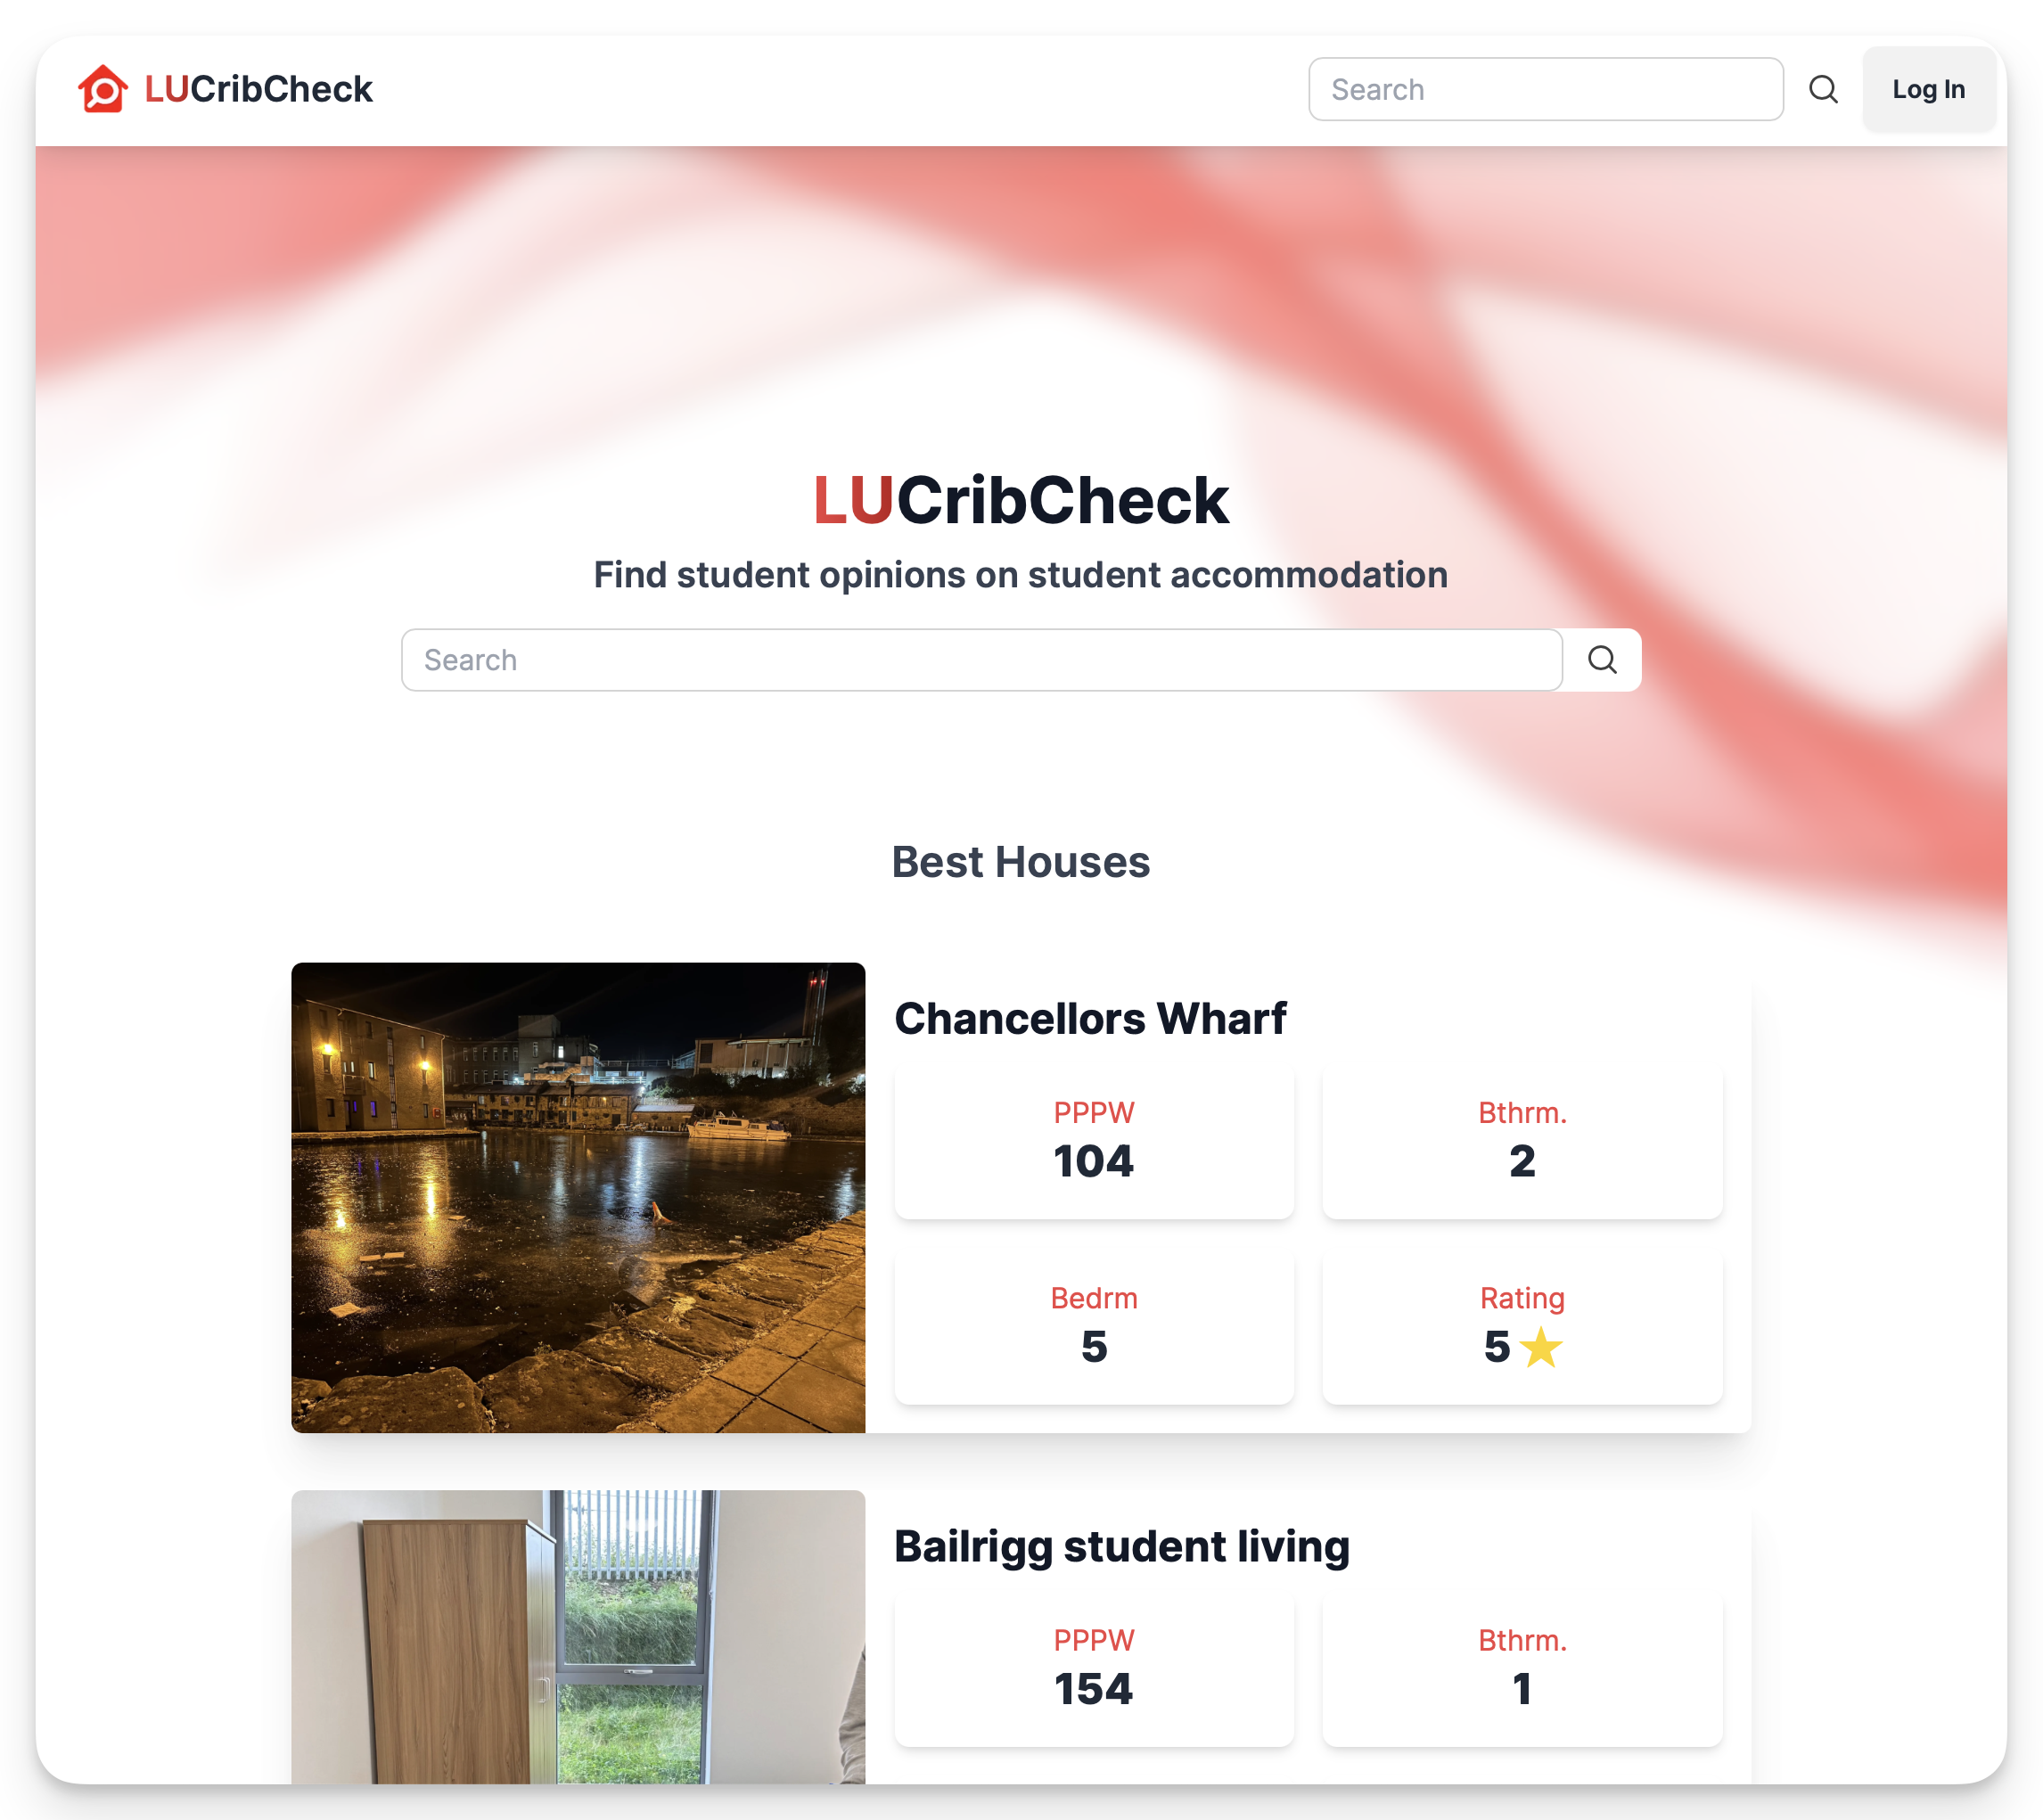 LUCribCheck
Search
Log In
LUCribCheck
Find student opinions on student accommodation
Search
Best Houses
Chancellors Wharf
PPPW
104
Bthrm.
2
Bedrm
5
Rating
5
Bailrigg student living
PPPW
154
Bthrm.
1